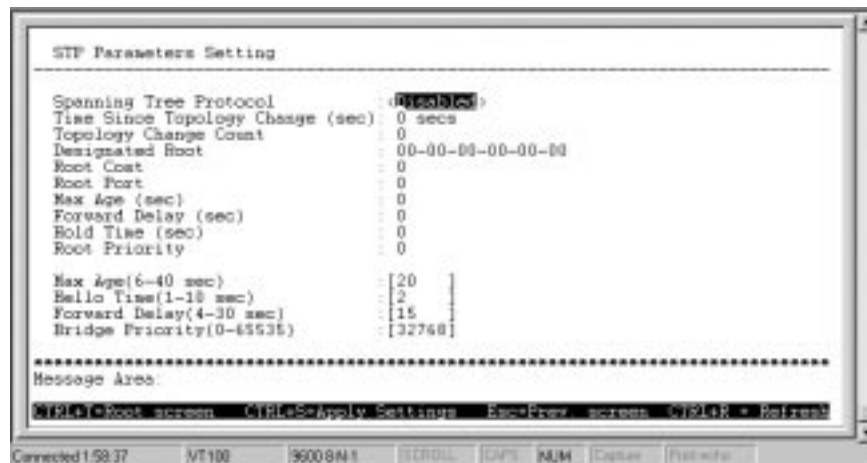 STP Parameters Setting
Spanning Tree Protocol :<Disabled>
Time Since Topology Change (sec): 0 secs
Topology Change Count : 0
Designated Root : 00-00-00-00-00-00
Root Cost : 0
Root Port : 0
Max Age (sec) : 0
Forward Delay (sec) : 0
Hold Time (sec) : 0
Root Priority : 0
Max Age(6-40 sec) :[20 ]
Hello Time(1-10 sec) :[2 ]
Forward Delay(4-30 sec) :[15 ]
Bridge Priority(0-65535) :[32768]
Message Area:
CTRL+T=Root screen CTRL+S=Apply Settings Esc=Prev. screen CTRL+R = Refresh
Connected 1:58:37 VT100 9600 8-N-1 SCROLL CAPS NUM Capture Print echo